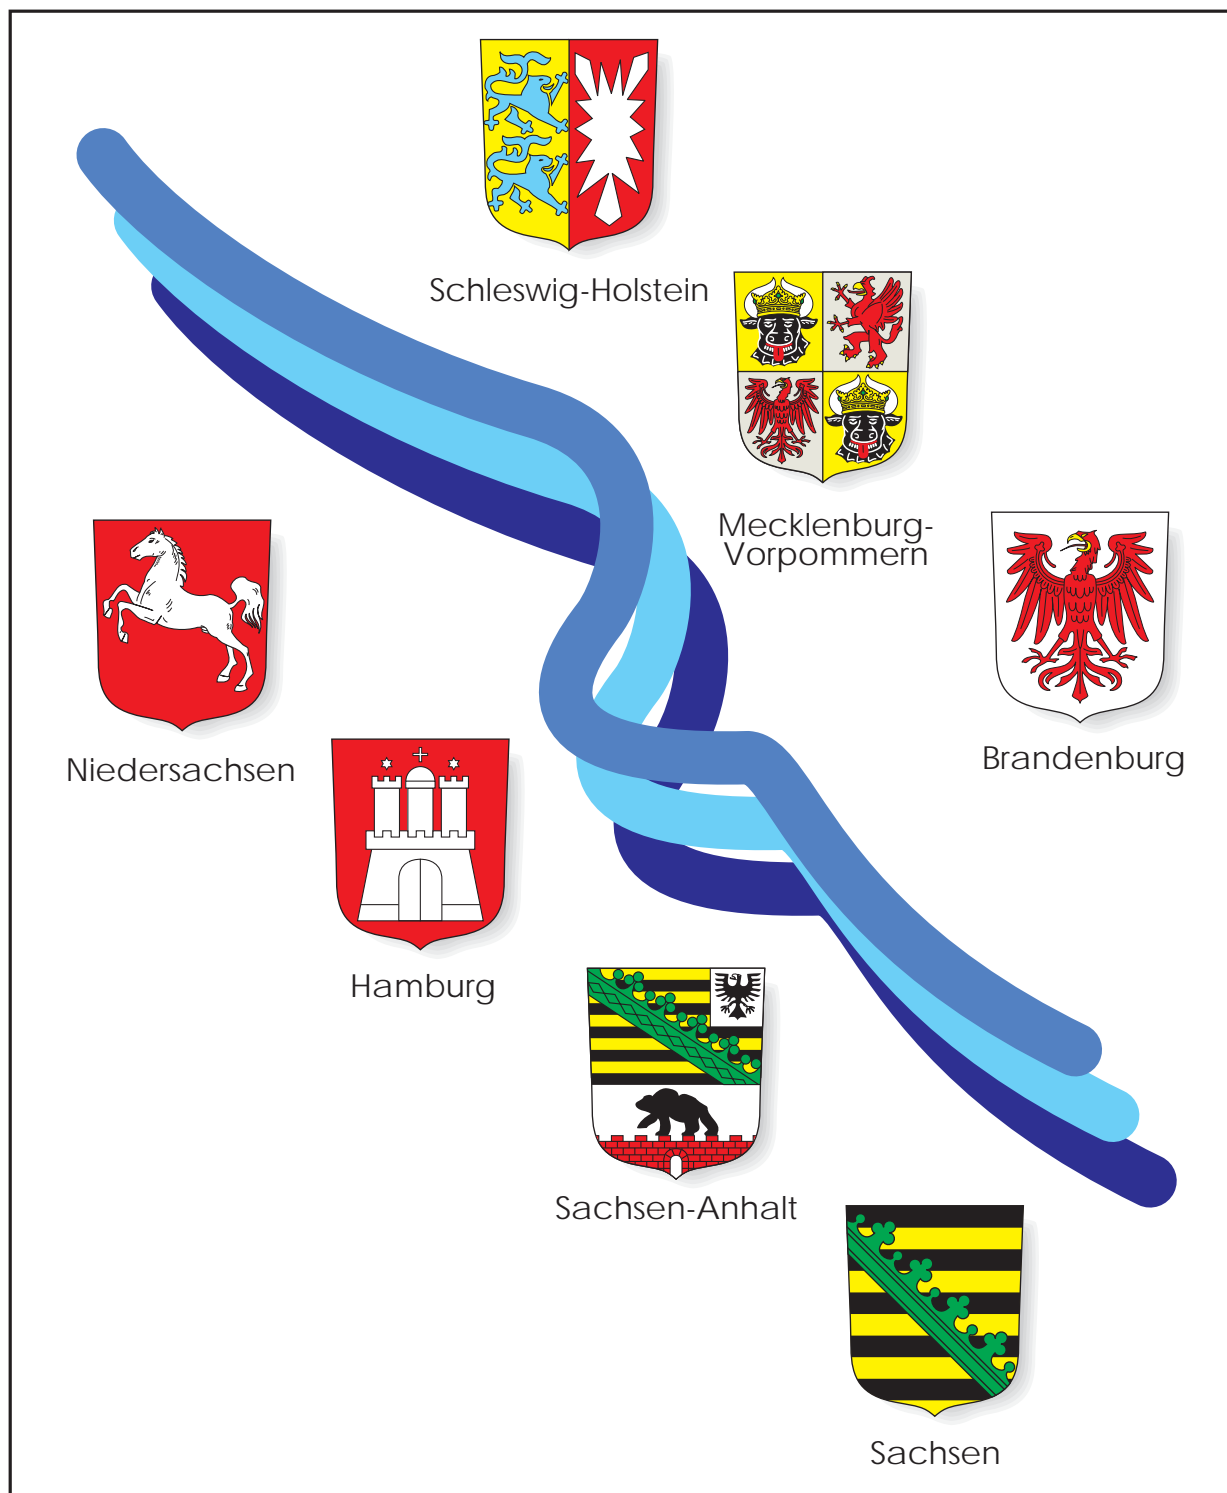 Schleswig-Holstein
Mecklenburg-
Vorpommern
Niedersachsen
Brandenburg
Hamburg
Sachsen-Anhalt
Sachsen